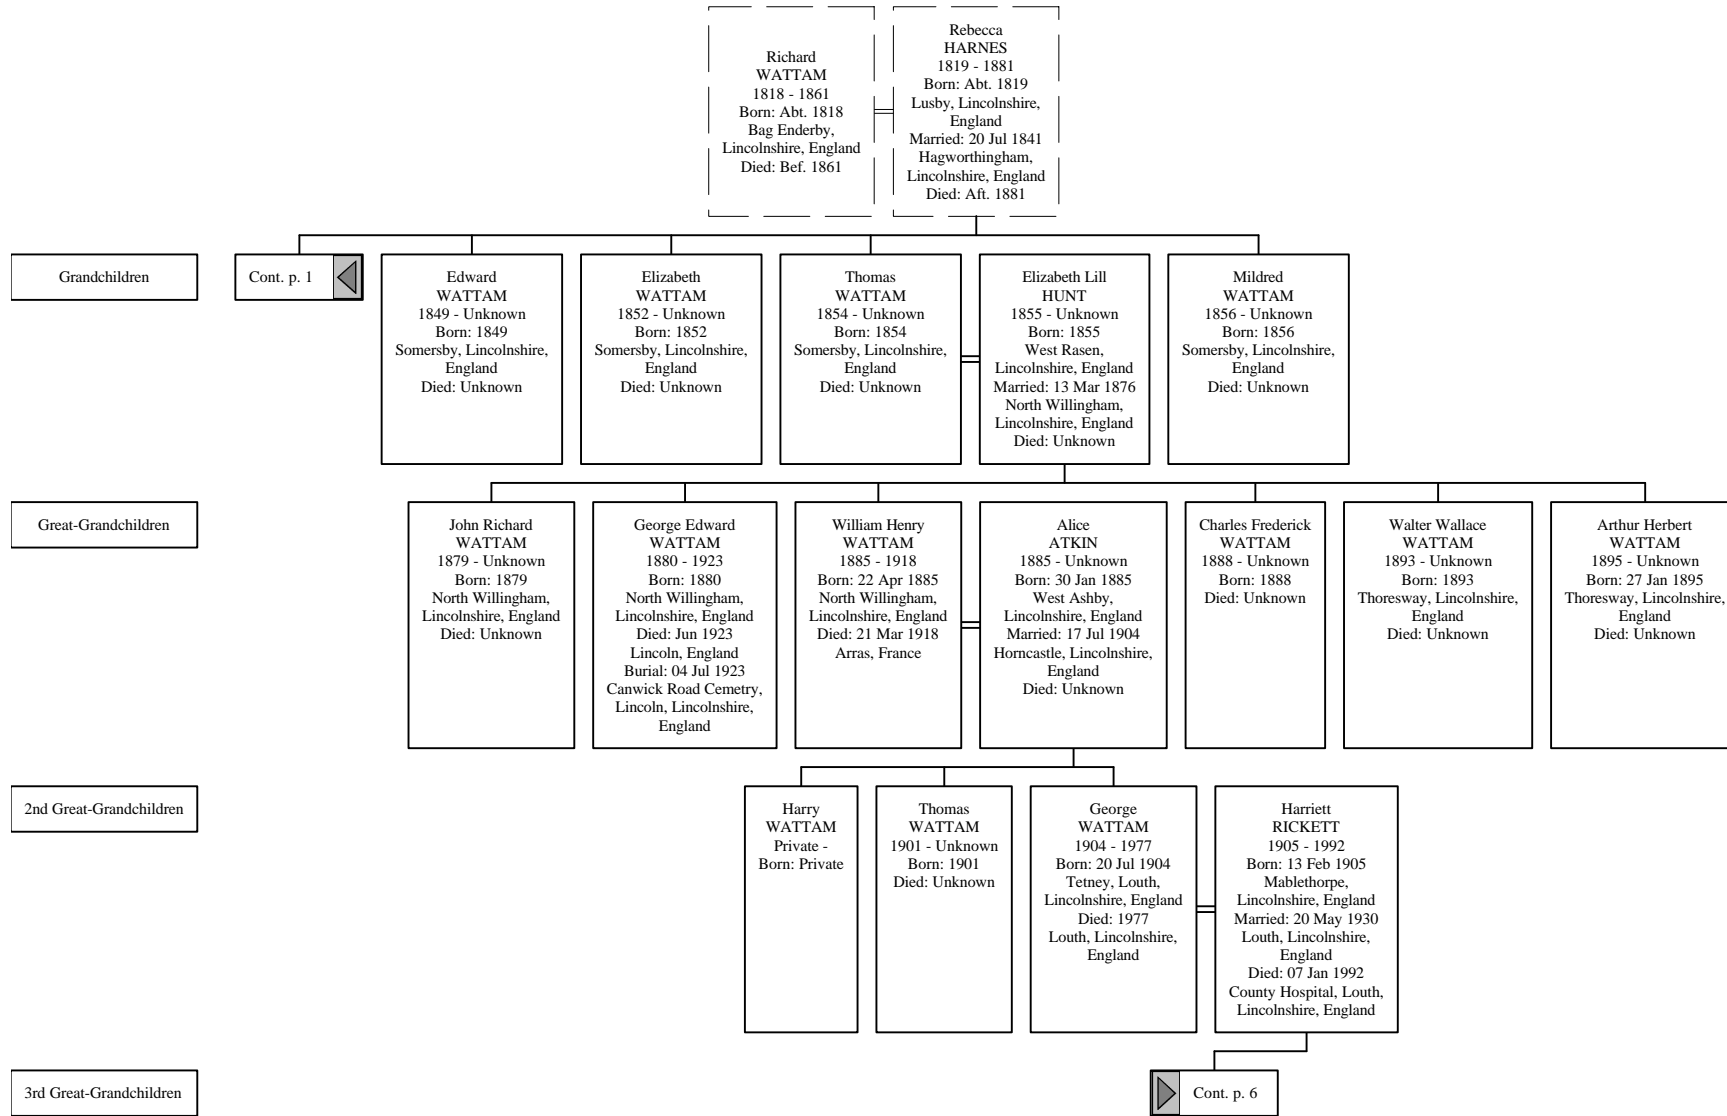 Richard
WATTAM
1818 - 1861
Born: Abt. 1818
Bag Enderby,
Lincolnshire, England
Died: Bef. 1861
Rebecca
HARNES
1819 - 1881
Born: Abt. 1819
Lusby, Lincolnshire,
England
Married: 20 Jul 1841
Hagworthingham,
Lincolnshire, England
Died: Aft. 1881
Grandchildren
Cont. p. 1
Edward
WATTAM
1849 - Unknown
Born: 1849
Somersby, Lincolnshire,
England
Died: Unknown
Elizabeth
WATTAM
1852 - Unknown
Born: 1852
Somersby, Lincolnshire,
England
Died: Unknown
Thomas
WATTAM
1854 - Unknown
Born: 1854
Somersby, Lincolnshire,
England
Died: Unknown
Elizabeth Lill
HUNT
1855 - Unknown
Born: 1855
West Rasen,
Lincolnshire, England
Married: 13 Mar 1876
North Willingham,
Lincolnshire, England
Died: Unknown
Mildred
WATTAM
1856 - Unknown
Born: 1856
Somersby, Lincolnshire,
England
Died: Unknown
Great-Grandchildren
John Richard
WATTAM
1879 - Unknown
Born: 1879
North Willingham,
Lincolnshire, England
Died: Unknown
George Edward
WATTAM
1880 - 1923
Born: 1880
North Willingham,
Lincolnshire, England
Died: Jun 1923
Lincoln, England
Burial: 04 Jul 1923
Canwick Road Cemetry,
Lincoln, Lincolnshire,
England
William Henry
WATTAM
1885 - 1918
Born: 22 Apr 1885
North Willingham,
Lincolnshire, England
Died: 21 Mar 1918
Arras, France
Alice
ATKIN
1885 - Unknown
Born: 30 Jan 1885
West Ashby,
Lincolnshire, England
Married: 17 Jul 1904
Horncastle, Lincolnshire,
England
Died: Unknown
Charles Frederick
WATTAM
1888 - Unknown
Born: 1888
Died: Unknown
Walter Wallace
WATTAM
1893 - Unknown
Born: 1893
Thoresway, Lincolnshire,
England
Died: Unknown
Arthur Herbert
WATTAM
1895 - Unknown
Born: 27 Jan 1895
Thoresway, Lincolnshire,
England
Died: Unknown
2nd Great-Grandchildren
Harry
WATTAM
Private -
Born: Private
Thomas
WATTAM
1901 - Unknown
Born: 1901
Died: Unknown
George
WATTAM
1904 - 1977
Born: 20 Jul 1904
Tetney, Louth,
Lincolnshire, England
Died: 1977
Louth, Lincolnshire,
England
Harriett
RICKETT
1905 - 1992
Born: 13 Feb 1905
Mablethorpe,
Lincolnshire, England
Married: 20 May 1930
Louth, Lincolnshire,
England
Died: 07 Jan 1992
County Hospital, Louth,
Lincolnshire, England
3rd Great-Grandchildren
Cont. p. 6